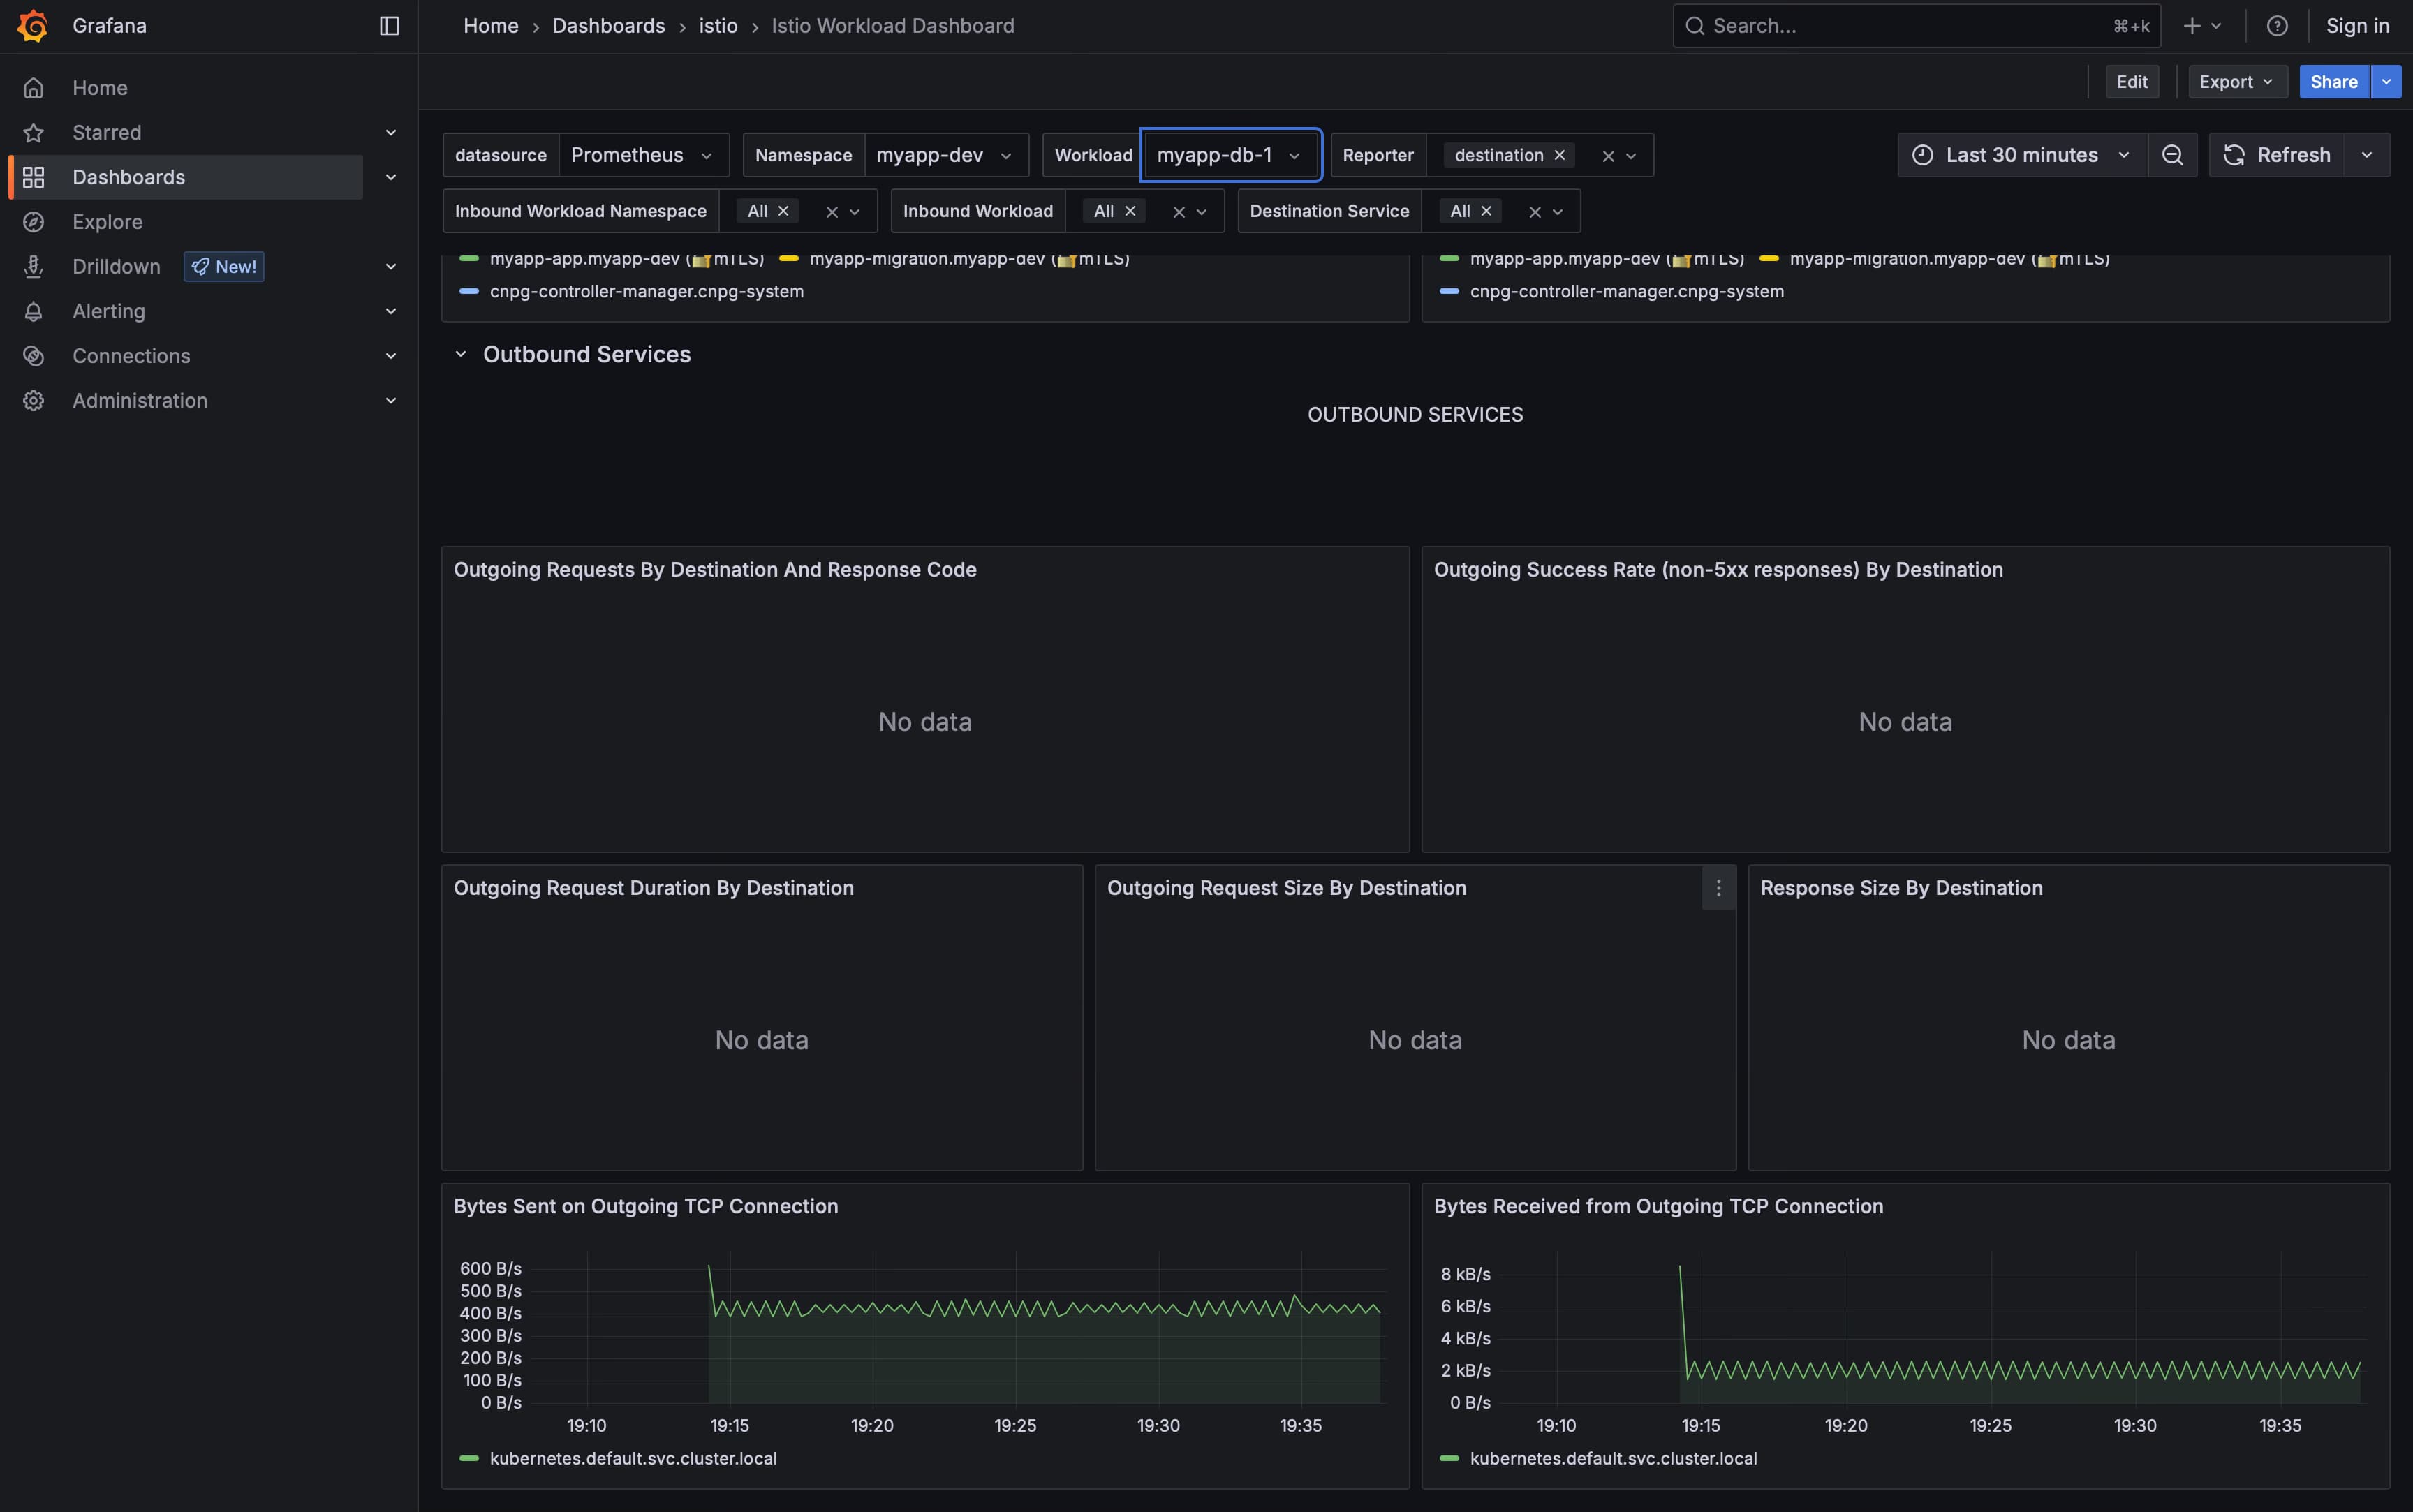 Grafana
Home › Dashboards › istio › Istio Workload Dashboard
Search...
⌘+k
Sign in
Edit
Export
Share
Home
Starred
Dashboards
Explore
Drilldown
New!
Alerting
Connections
Administration
datasource Prometheus
Namespace myapp-dev
Workload myapp-db-1
Reporter destination
Last 30 minutes
Refresh
Inbound Workload Namespace All
Inbound Workload All
Destination Service All
myapp-app.myapp-dev (🔐mTLS) myapp-migration.myapp-dev (🔐mTLS)
cnpg-controller-manager.cnpg-system
myapp-app.myapp-dev (🔐mTLS) myapp-migration.myapp-dev (🔐mTLS)
cnpg-controller-manager.cnpg-system
Outbound Services
OUTBOUND SERVICES
Outgoing Requests By Destination And Response Code
No data
Outgoing Success Rate (non-5xx responses) By Destination
No data
Outgoing Request Duration By Destination
No data
Outgoing Request Size By Destination
No data
Response Size By Destination
No data
Bytes Sent on Outgoing TCP Connection
600 B/s
500 B/s
400 B/s
300 B/s
200 B/s
100 B/s
0 B/s
19:10 19:15 19:20 19:25 19:30 19:35
kubernetes.default.svc.cluster.local
Bytes Received from Outgoing TCP Connection
8 kB/s
6 kB/s
4 kB/s
2 kB/s
0 B/s
19:10 19:15 19:20 19:25 19:30 19:35
kubernetes.default.svc.cluster.local